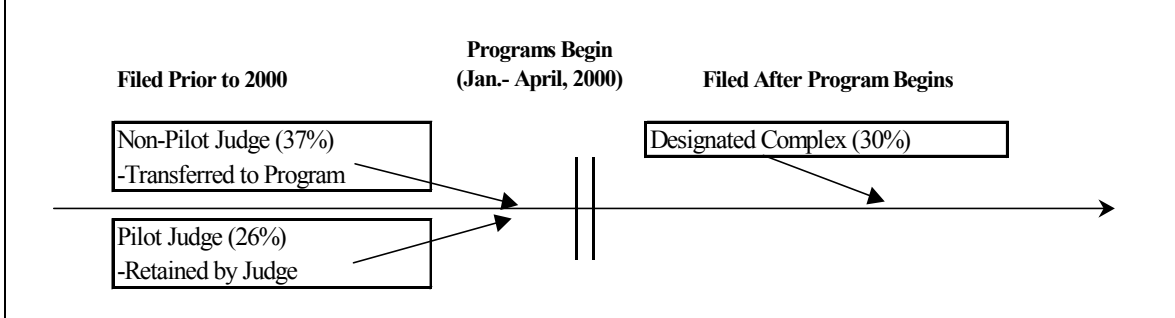 Programs Begin
Filed Prior to 2000
(Jan.- April, 2000)
Filed After Program Begins
Non-Pilot Judge (37%)
-Transferred to Program
Designated Complex (30%)
Pilot Judge (26%)
-Retained by Judge